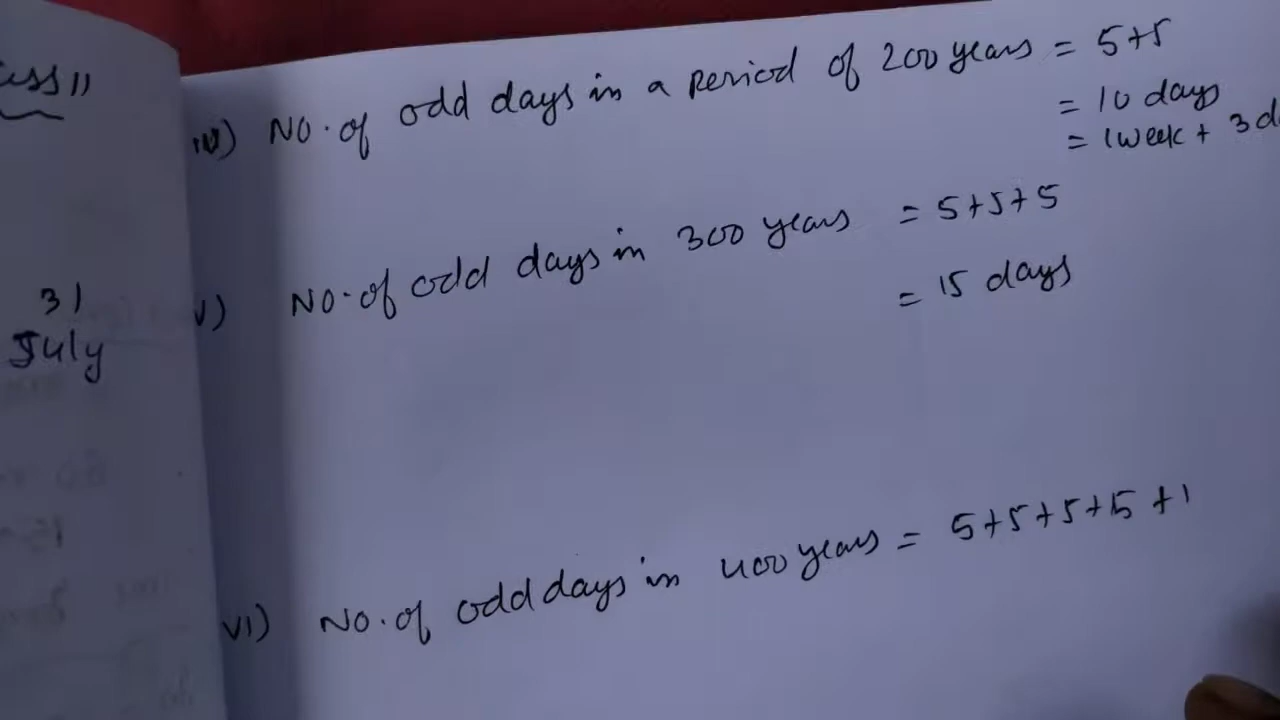 31
July
iv) No. of odd days in a period of 200 years = 5+5
= 10 days
= 1 week + 3 d
v) No. of odd days in 300 years = 5+5+5
= 15 days
vi) No. of odd days in 400 years = 5+5+5+5+1